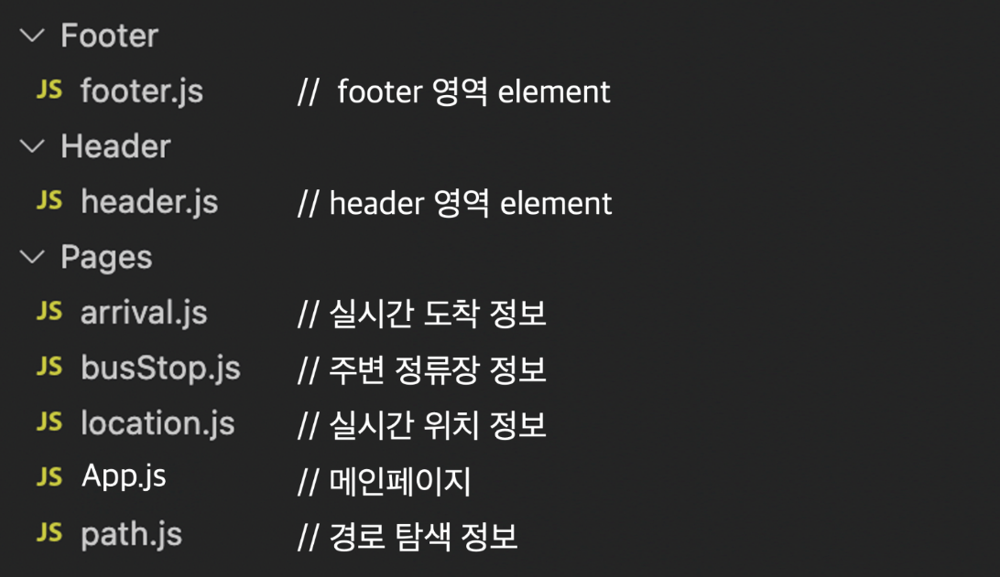 Footer
JS footer.js // footer 영역 element
Header
JS header.js // header 영역 element
Pages
JS arrival.js // 실시간 도착 정보
JS busStop.js // 주변 정류장 정보
JS location.js // 실시간 위치 정보
JS App.js // 메인페이지
JS path.js // 경로 탐색 정보